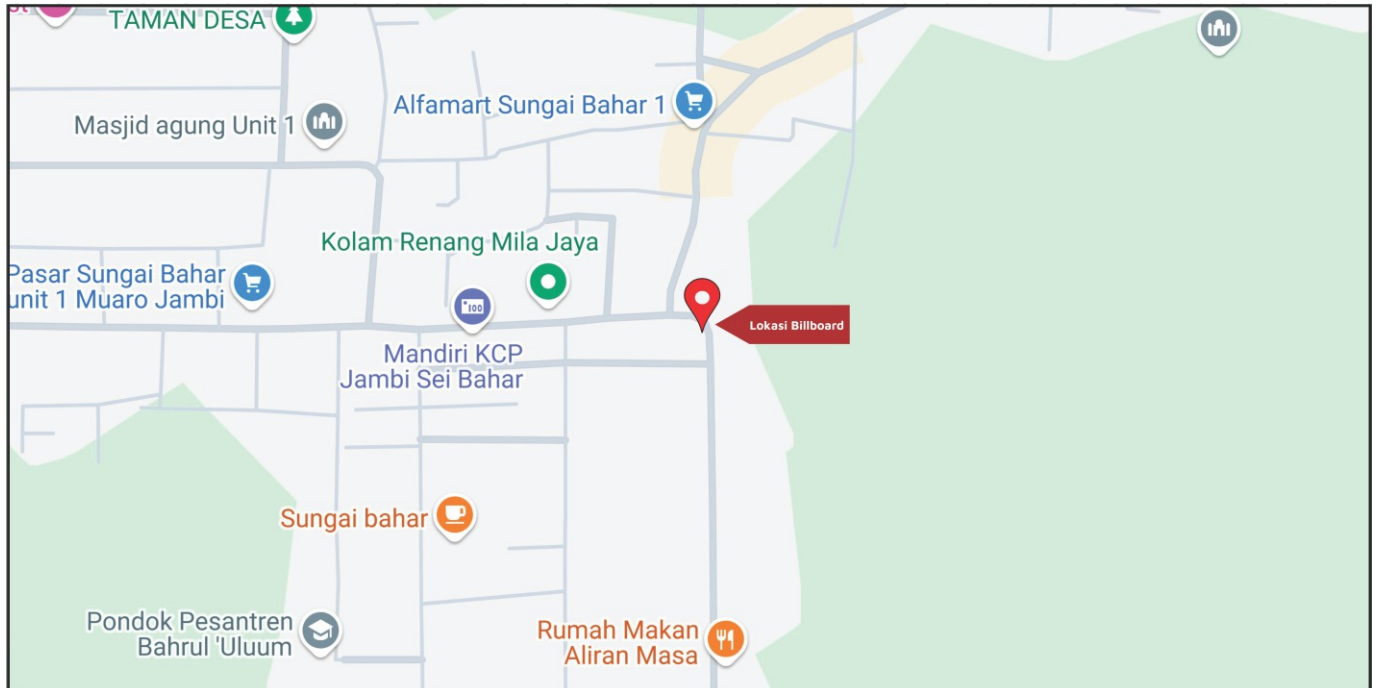 TAMAN DESA
Masjid agung Unit 1
Alfamart Sungai Bahar 1
Kolam Renang Mila Jaya
Pasar Sungai Bahar
unit 1 Muaro Jambi
100
Lokasi Billboard
Mandiri KCP
Jambi Sei Bahar
Sungai bahar
Pondok Pesantren
Bahrul 'Uluum
Rumah Makan
Aliran Masa